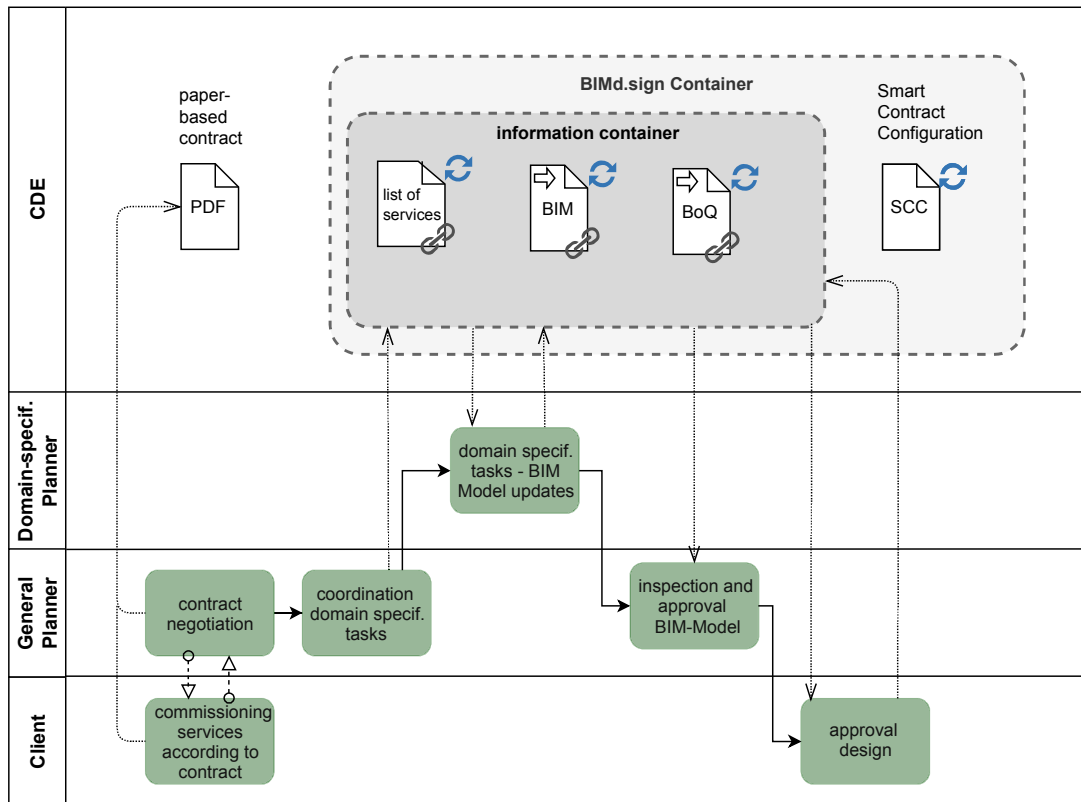 CDE
paper-
based
contract
PDF
BIMd.sign Container
information container
list of
services
BIM
BoQ
Smart
Contract
Configuration
SCC
Domain-specif.
Planner
domain specif.
tasks - BIM
Model updates
General
Planner
contract
negotiation
coordination
domain specif.
tasks
inspection and
approval
BIM-Model
Client
commissioning
services
according to
contract
approval
design